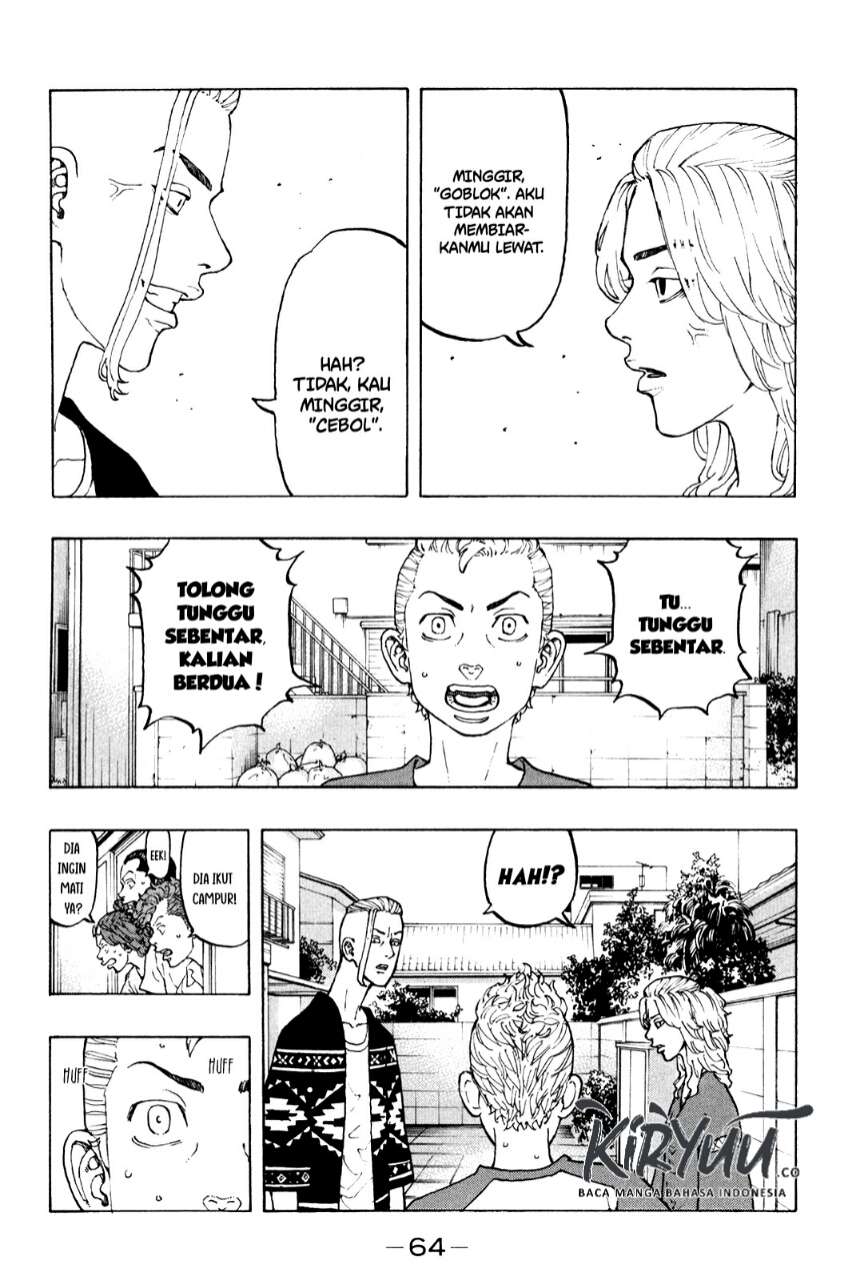 MINGGIR,
"GOBLOK". AKU
TIDAK AKAN
MEMBIAR-
KANMU LEWAT.
HAH?
TIDAK, KAU
MINGGIR,
"CEBOL".
TU...
TUNGGU
SEBENTAR.
TOLONG
TUNGGU
SEBENTAR,
KALIAN
BERDUA!
HAH!?
DIA IKUT
CAMPUR!
EEK!
DIA
INGIN
MATI
YA?
HUFF
HUFF
KIRYUU.CO
BACA MANGA BAHASA INDONESIA
—64—